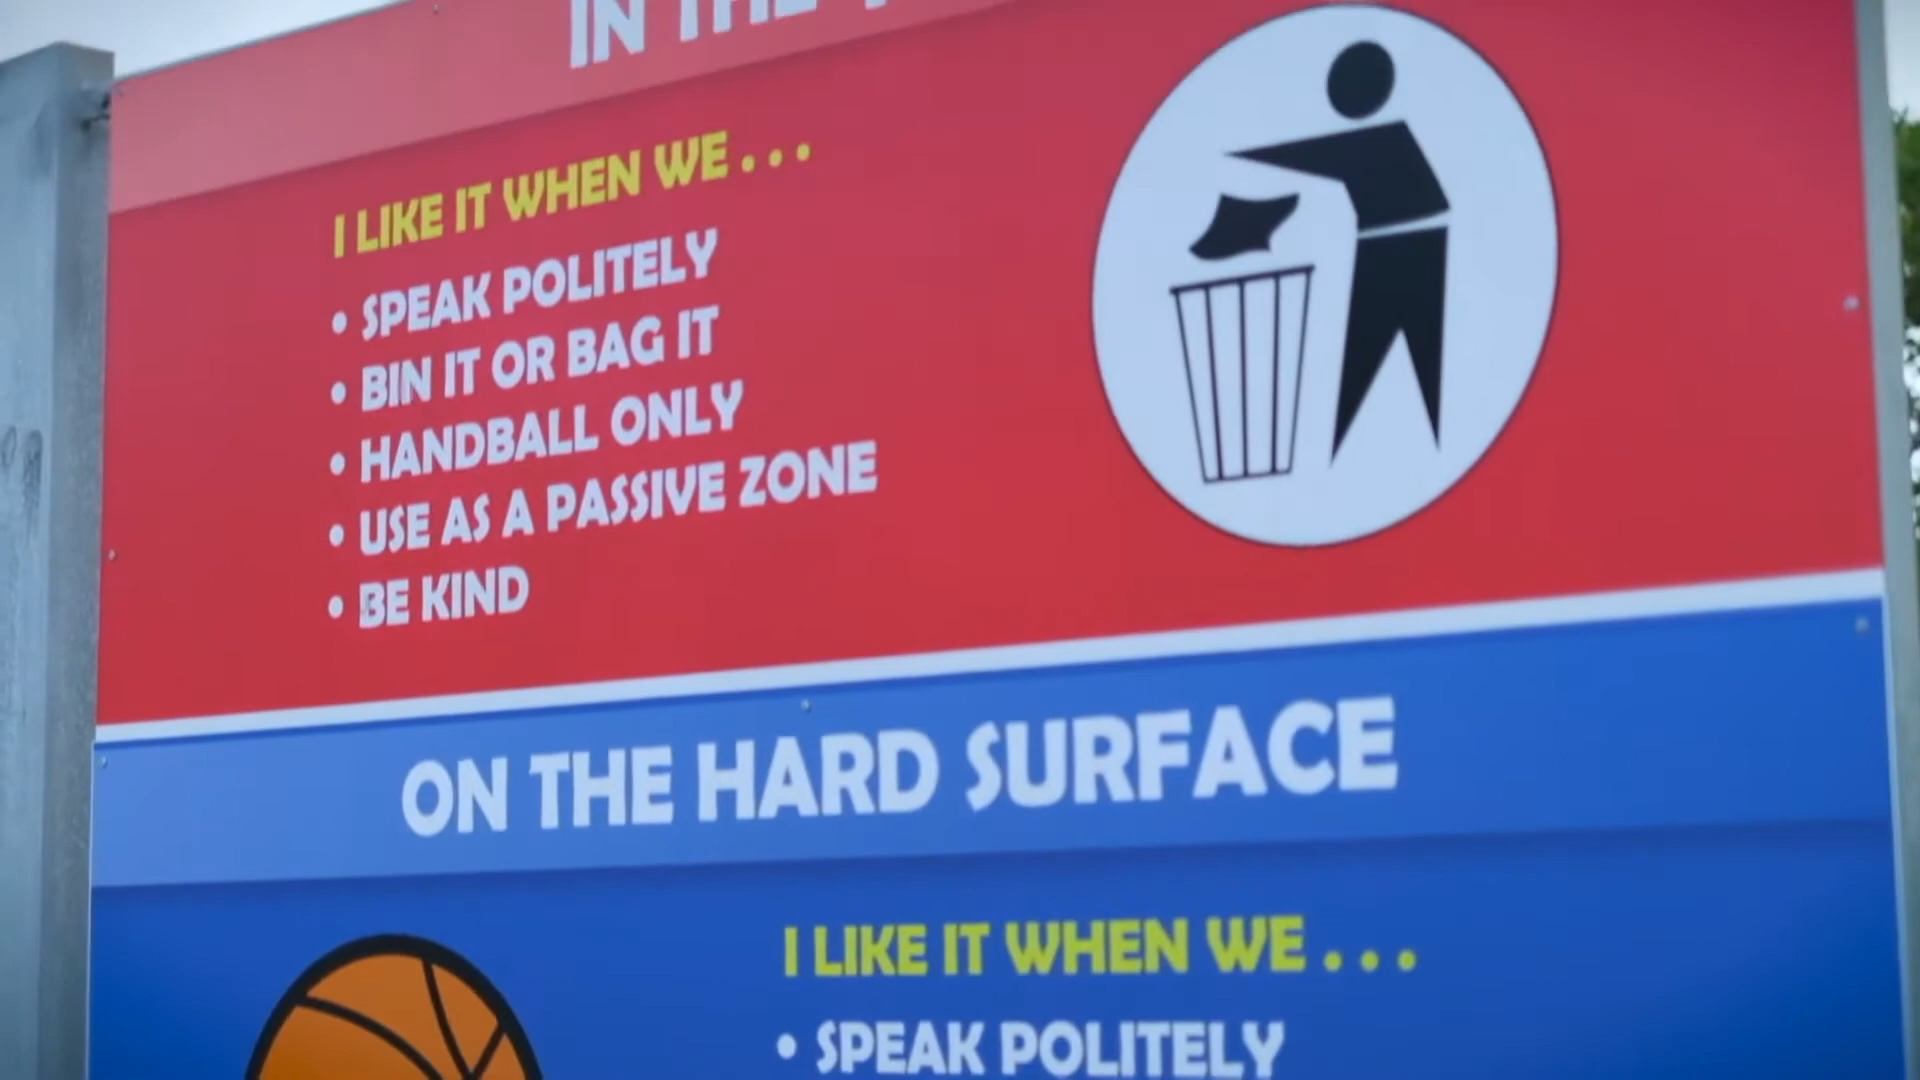 IN THE
I LIKE IT WHEN WE...
• SPEAK POLITELY
• BIN IT OR BAG IT
• HANDBALL ONLY
• USE AS A PASSIVE ZONE
• BE KIND
ON THE HARD SURFACE
I LIKE IT WHEN WE...
• SPEAK POLITELY